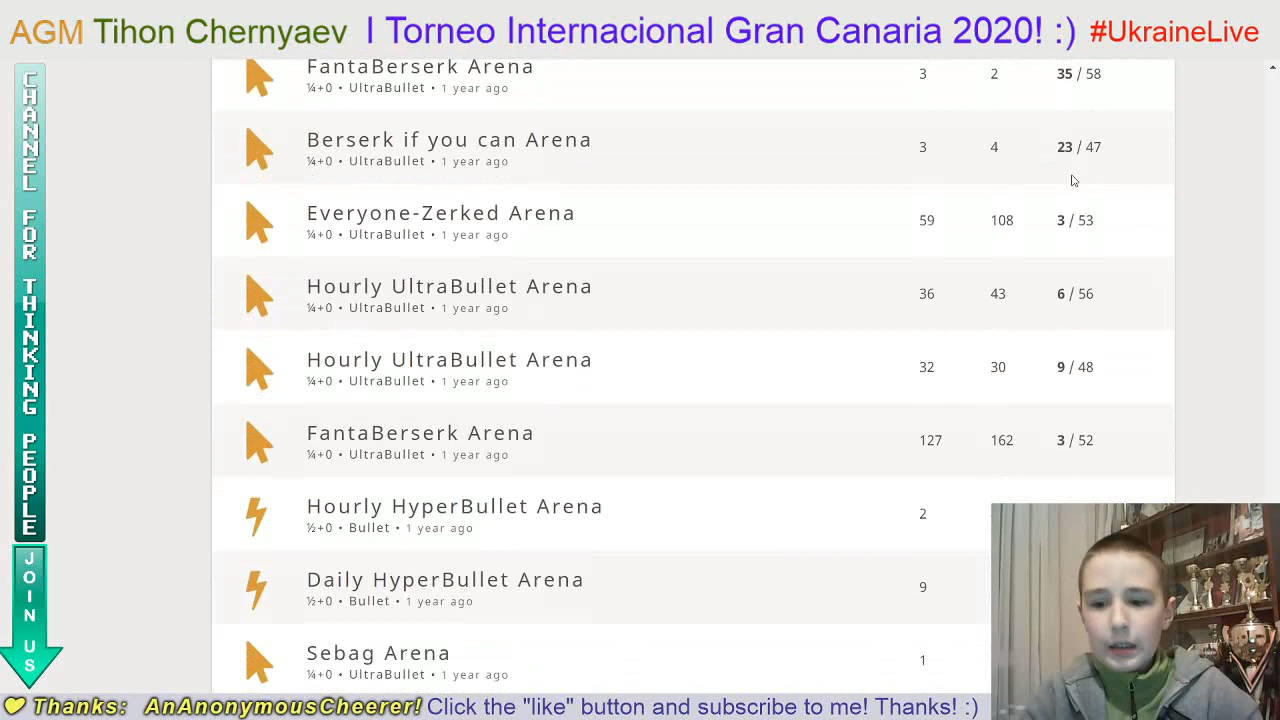 AGM Tihon Chernyaev I Torneo Internacional Gran Canaria 2020! :) #UkraineLive
CHANNEL FOR THINKING PEOPLE
JOIN US
FantaBerserk Arena 3 2 35 / 58
¼+0 • UltraBullet • 1 year ago
Berserk if you can Arena 3 4 23 / 47
¼+0 • UltraBullet • 1 year ago
Everyone-Zerked Arena 59 108 3 / 53
¼+0 • UltraBullet • 1 year ago
Hourly UltraBullet Arena 36 43 6 / 56
¼+0 • UltraBullet • 1 year ago
Hourly UltraBullet Arena 32 30 9 / 48
¼+0 • UltraBullet • 1 year ago
FantaBerserk Arena 127 162 3 / 52
¼+0 • UltraBullet • 1 year ago
Hourly HyperBullet Arena 2
½+0 • Bullet • 1 year ago
Daily HyperBullet Arena 9
½+0 • Bullet • 1 year ago
Sebag Arena 1
¼+0 • UltraBullet • 1 year ago
Thanks: AnAnonymousCheerer! Click the "like" button and subscribe to me! Thanks! :)